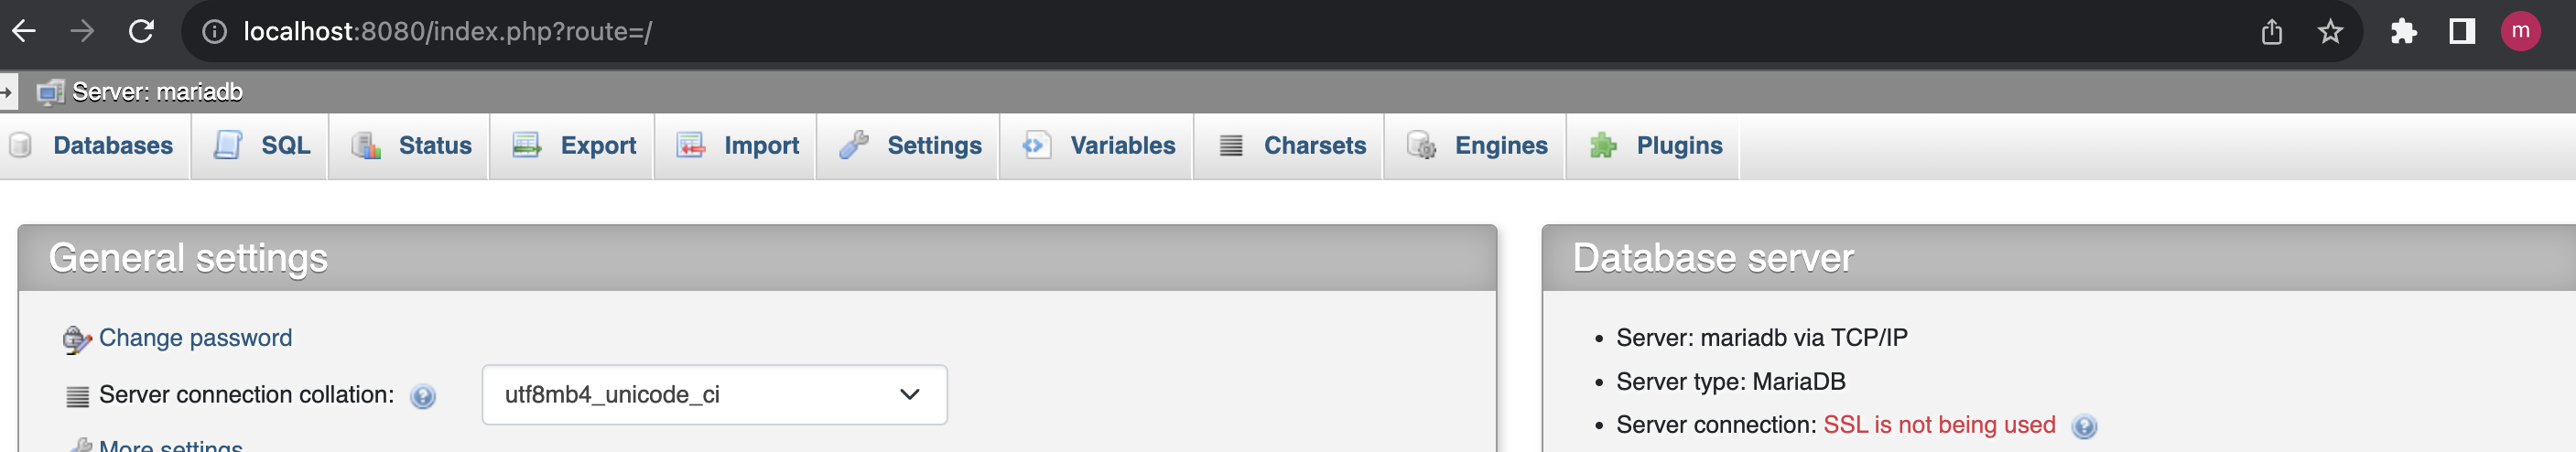 localhost:8080/index.php?route=/
m
Server: mariadb
Databases SQL Status Export Import Settings Variables Charsets Engines Plugins
General settings
Change password
Server connection collation:
utf8mb4_unicode_ci
More settings
Database server
Server: mariadb via TCP/IP
Server type: MariaDB
Server connection: SSL is not being used